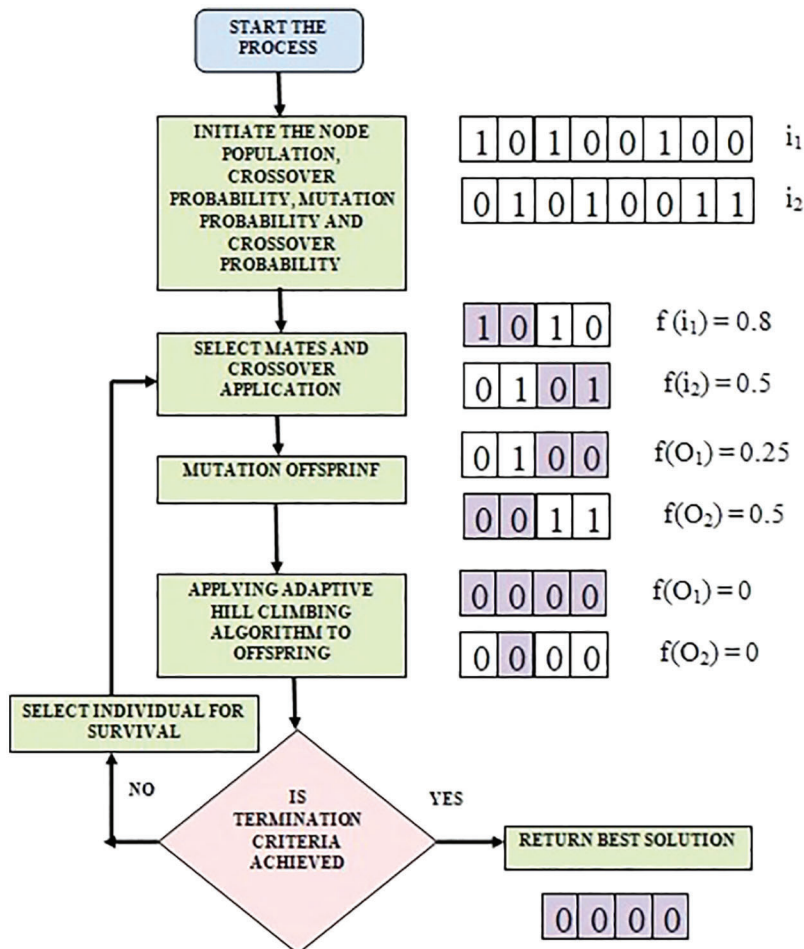 START THE
PROCESS
INITIATE THE NODE
POPULATION,
CROSSOVER
PROBABILITY, MUTATION
PROBABILITY AND
CROSSOVER
PROBABILITY
1 0 1 0 0 1 0 0 i₁
0 1 0 1 0 0 1 1 i₂
SELECT MATES AND
CROSSOVER
APPLICATION
1 0 1 0 f (i₁) = 0.8
0 1 0 1 f(i₂) = 0.5
MUTATION OFFSPRINF
0 1 0 0 f(O₁) = 0.25
0 0 1 1 f(O₂) = 0.5
APPLYING ADAPTIVE
HILL CLIMBING
ALGORITHM TO
OFFSPRING
0 0 0 0 f(O₁) = 0
0 0 0 0 f(O₂) = 0
SELECT INDIVIDUAL FOR
SURVIVAL
NO
IS
TERMINATION
CRITERIA
ACHIEVED
YES
RETURN BEST SOLUTION
0 0 0 0